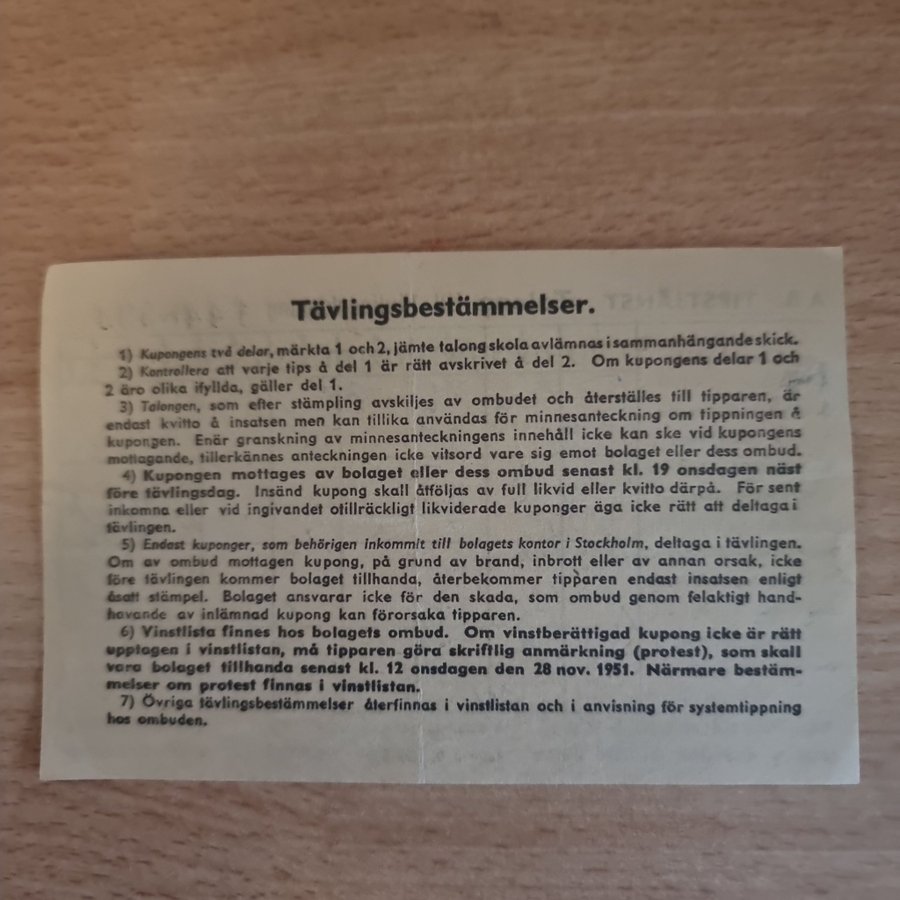 Tävlingsbestämmelser.
1) Kupongens två delar, märkta 1 och 2, jämte talong skola avlämnas i sammanhängande skick.
2) Kontrollera att varje tips å del 1 är rätt avskrivet å del 2. Om kupongens delar 1 och
2 äro olika ifyllda, gäller del 1.
3) Talongen, som efter stämpling avskiljes av ombudet och återställes till tipparen, är
endast kvitto å insatsen men kan tillika användas för minnesanteckning om tippningen å
kupongen. Enär granskning av minnesanteckningens innehåll icke kan ske vid kupongens
mottagande, tillerkännes anteckningen icke vitsord vare sig emot bolaget eller dess ombud.
4) Kupongen mottages av bolaget eller dess ombud senast kl. 19 onsdagen näst
före tävlingsdag. Insänd kupong skall åtföljas av full likvid eller kvitto därpå. För sent
inkomna eller vid ingivandet otillräckligt likviderade kuponger äga icke rätt att deltaga i
tävlingen.
5) Endast kuponger, som behörigen inkommit till bolagets kontor i Stockholm, deltaga i tävlingen.
Om av ombud mottagen kupong, på grund av brand, inbrott eller av annan orsak, icke
före tävlingen kommer bolaget tillhanda, återbekommer tipparen endast insatsen enligt
åsatt stämpel. Bolaget ansvarar icke för den skada, som ombud genom felaktigt hand-
havande av inlämnad kupong kan förorsaka tipparen.
6) Vinstlista finnes hos bolagets ombud. Om vinstberättigad kupong icke är rätt
upptagen i vinstlistan, må tipparen göra skriftlig anmärkning (protest), som skall
vara bolaget tillhanda senast kl. 12 onsdagen den 28 nov. 1951. Närmare bestäm-
melser om protest finnas i vinstlistan.
7) Övriga tävlingsbestämmelser återfinnas i vinstlistan och i anvisning för systemtippning
hos ombuden.